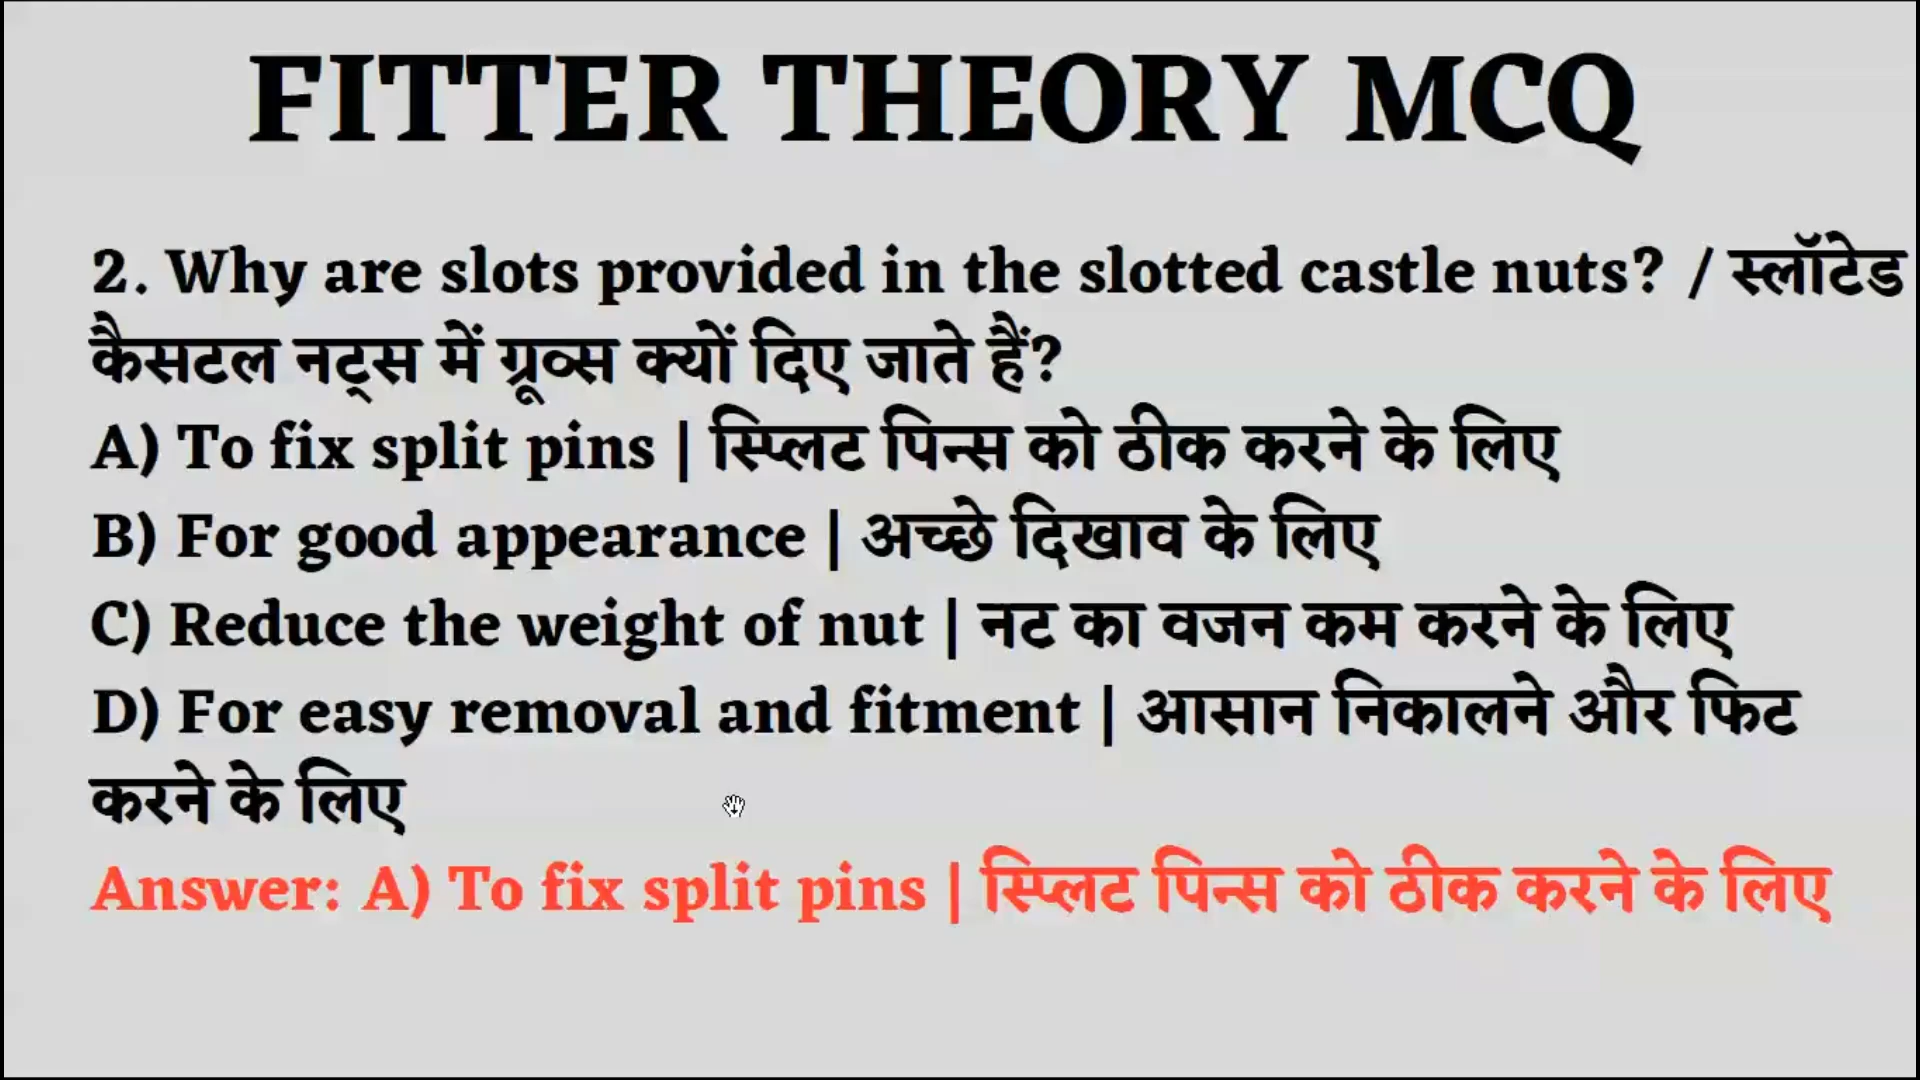 FITTER THEORY MCQ
2. Why are slots provided in the slotted castle nuts? / स्लॉटेड
कैसटल नट्स में ग्रूव्स क्यों दिए जाते हैं?
A) To fix split pins | स्प्लिट पिन्स को ठीक करने के लिए
B) For good appearance | अच्छे दिखाव के लिए
C) Reduce the weight of nut | नट का वजन कम करने के लिए
D) For easy removal and fitment | आसान निकालने और फिट
करने के लिए
Answer: A) To fix split pins | स्प्लिट पिन्स को ठीक करने के लिए